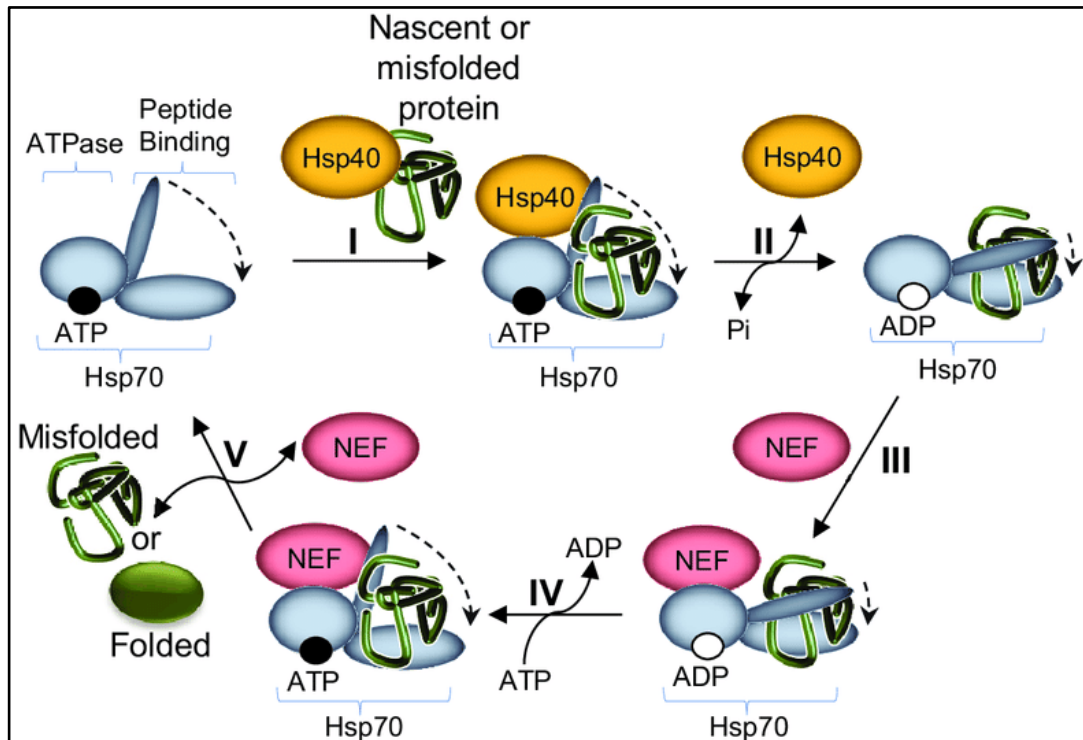 Nascent or
misfolded
protein
Peptide
ATPase Binding
Hsp40
Hsp40
Hsp40
I
II
ATP
Hsp70
ATP
Hsp70
Pi
ADP
Hsp70
Misfolded
or
Folded
V
NEF
NEF
III
NEF
ATP
Hsp70
ADP
IV
ATP
NEF
ADP
Hsp70